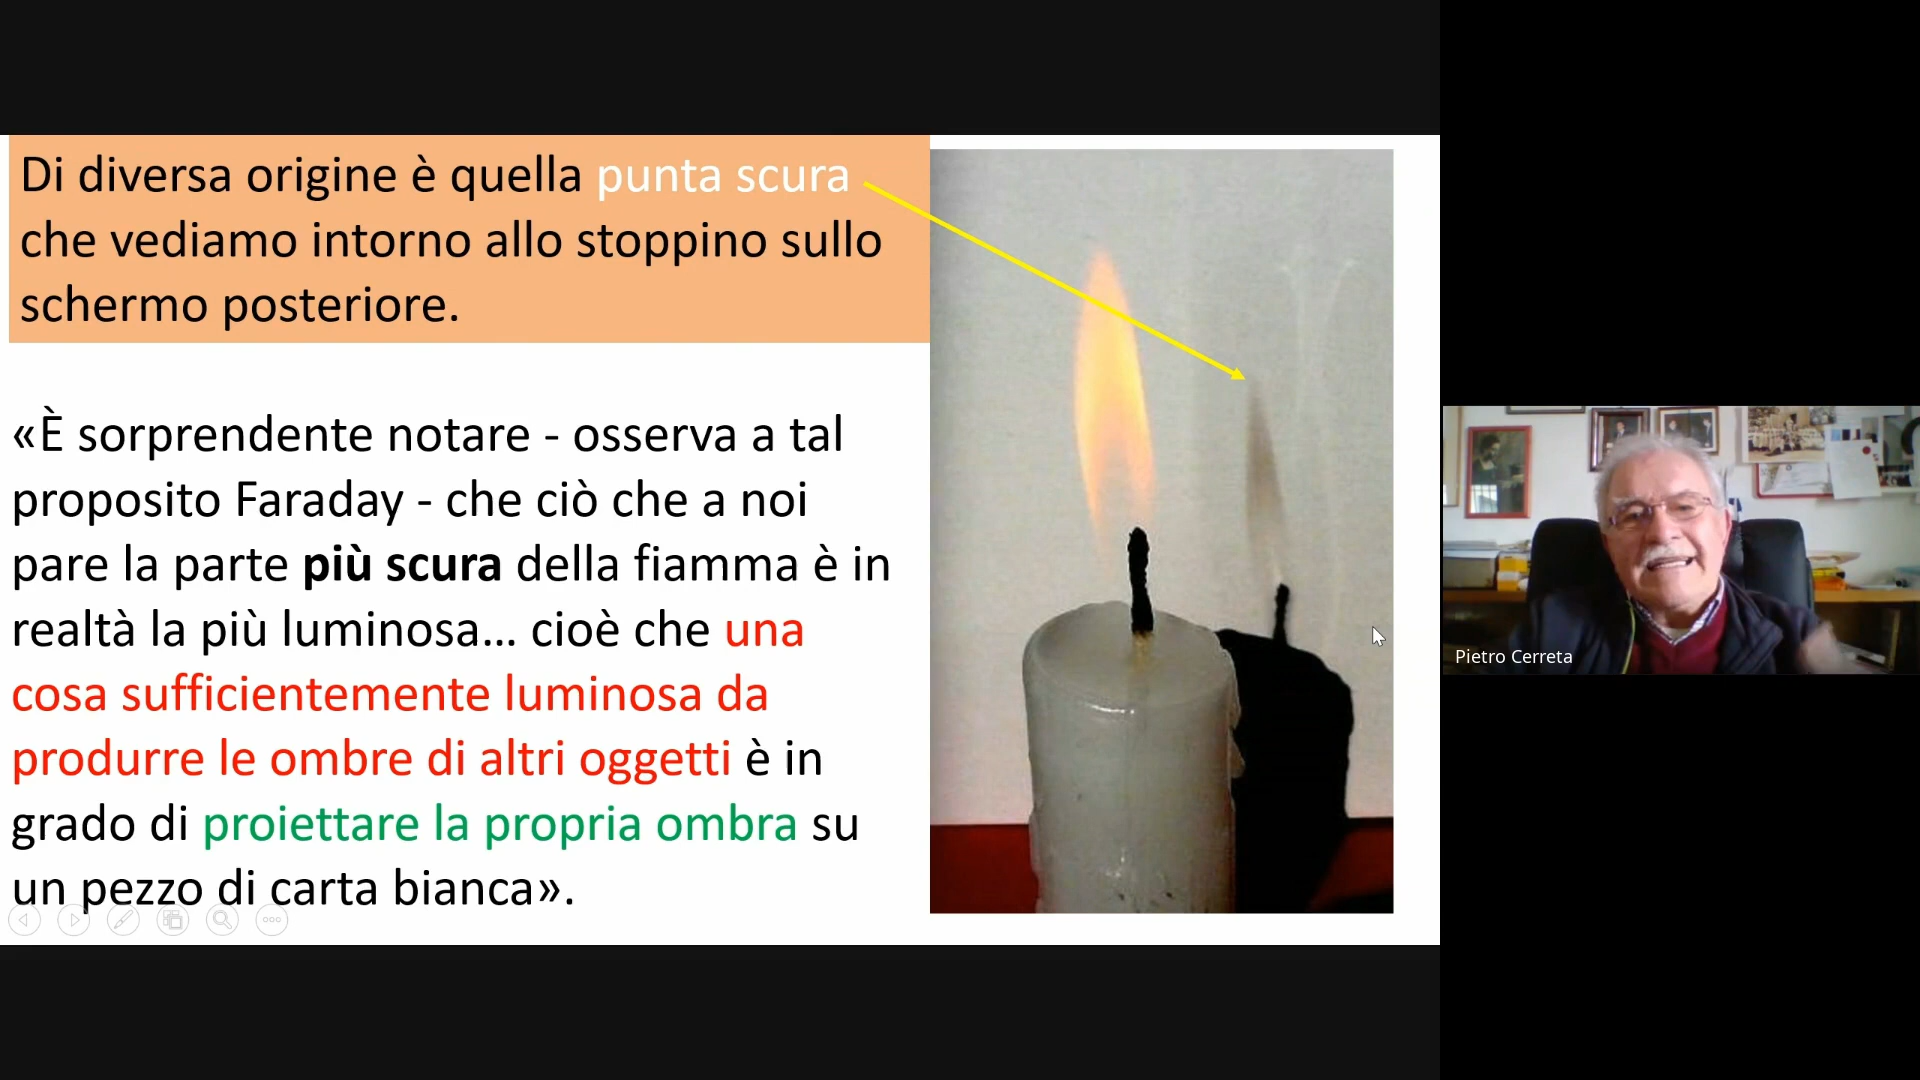 Di diversa origine è quella punta scura
che vediamo intorno allo stoppino sullo
schermo posteriore.
«È sorprendente notare - osserva a tal
proposito Faraday - che ciò che a noi
pare la parte più scura della fiamma è in
realtà la più luminosa... cioè che una
cosa sufficientemente luminosa da
produrre le ombre di altri oggetti è in
grado di proiettare la propria ombra su
un pezzo di carta bianca».
Pietro Cerreta